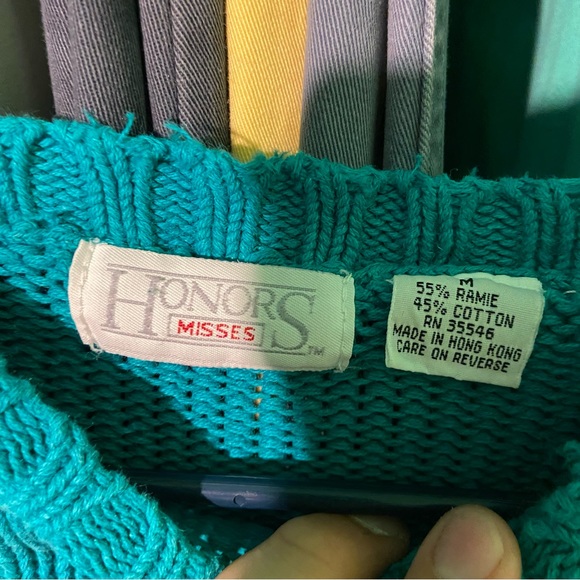 HONORS
MISSES
TM
M
55% RAMIE
45% COTTON
RN 35546
MADE IN HONG KONG
CARE ON REVERSE